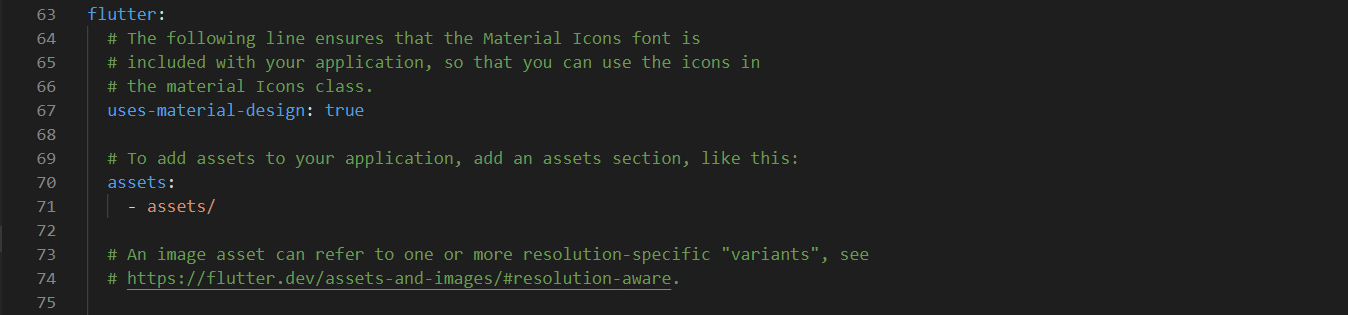 63 flutter:
64 # The following line ensures that the Material Icons font is
65 # included with your application, so that you can use the icons in
66 # the material Icons class.
67 uses-material-design: true
68
69 # To add assets to your application, add an assets section, like this:
70 assets:
71 - assets/
72
73 # An image asset can refer to one or more resolution-specific "variants", see
74 # https://flutter.dev/assets-and-images/#resolution-aware.
75